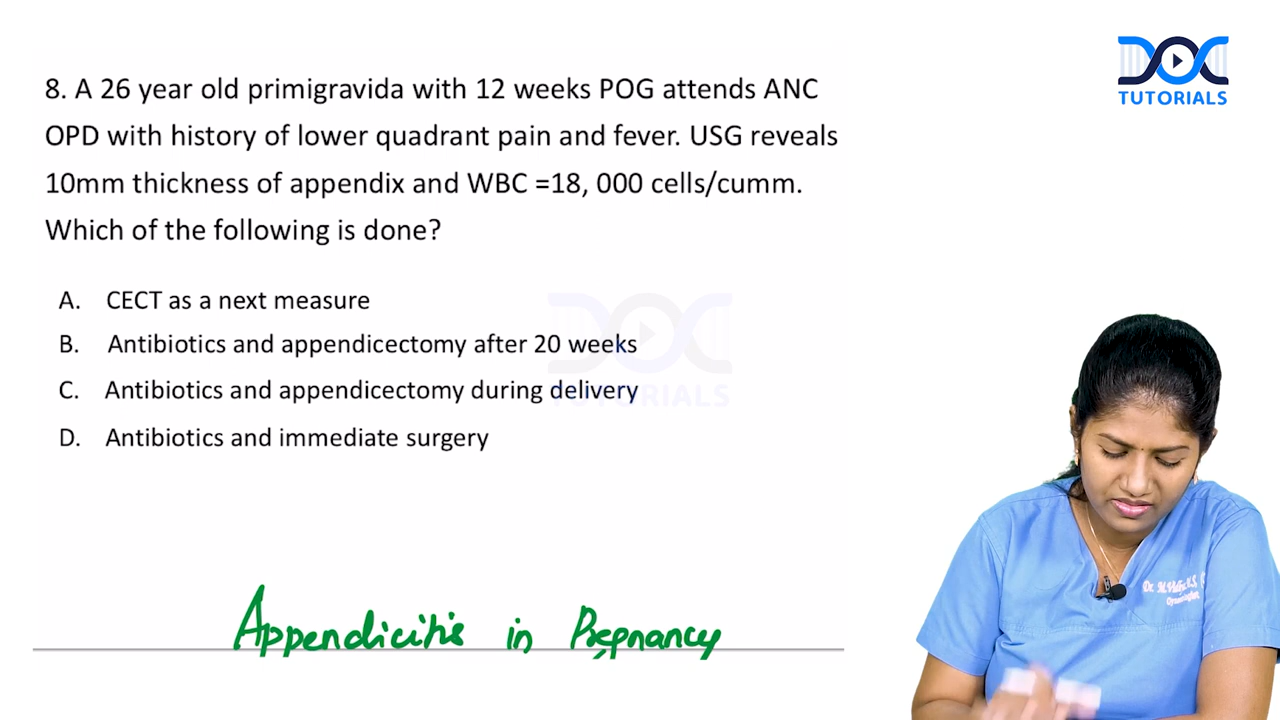 DOC
TUTORIALS
8. A 26 year old primigravida with 12 weeks POG attends ANC
OPD with history of lower quadrant pain and fever. USG reveals
10mm thickness of appendix and WBC =18, 000 cells/cumm.
Which of the following is done?
A. CECT as a next measure
B. Antibiotics and appendicectomy after 20 weeks
C. Antibiotics and appendicectomy during delivery
D. Antibiotics and immediate surgery
DOC
TUTORIALS
Appendicitis in Pregnancy
Dr.